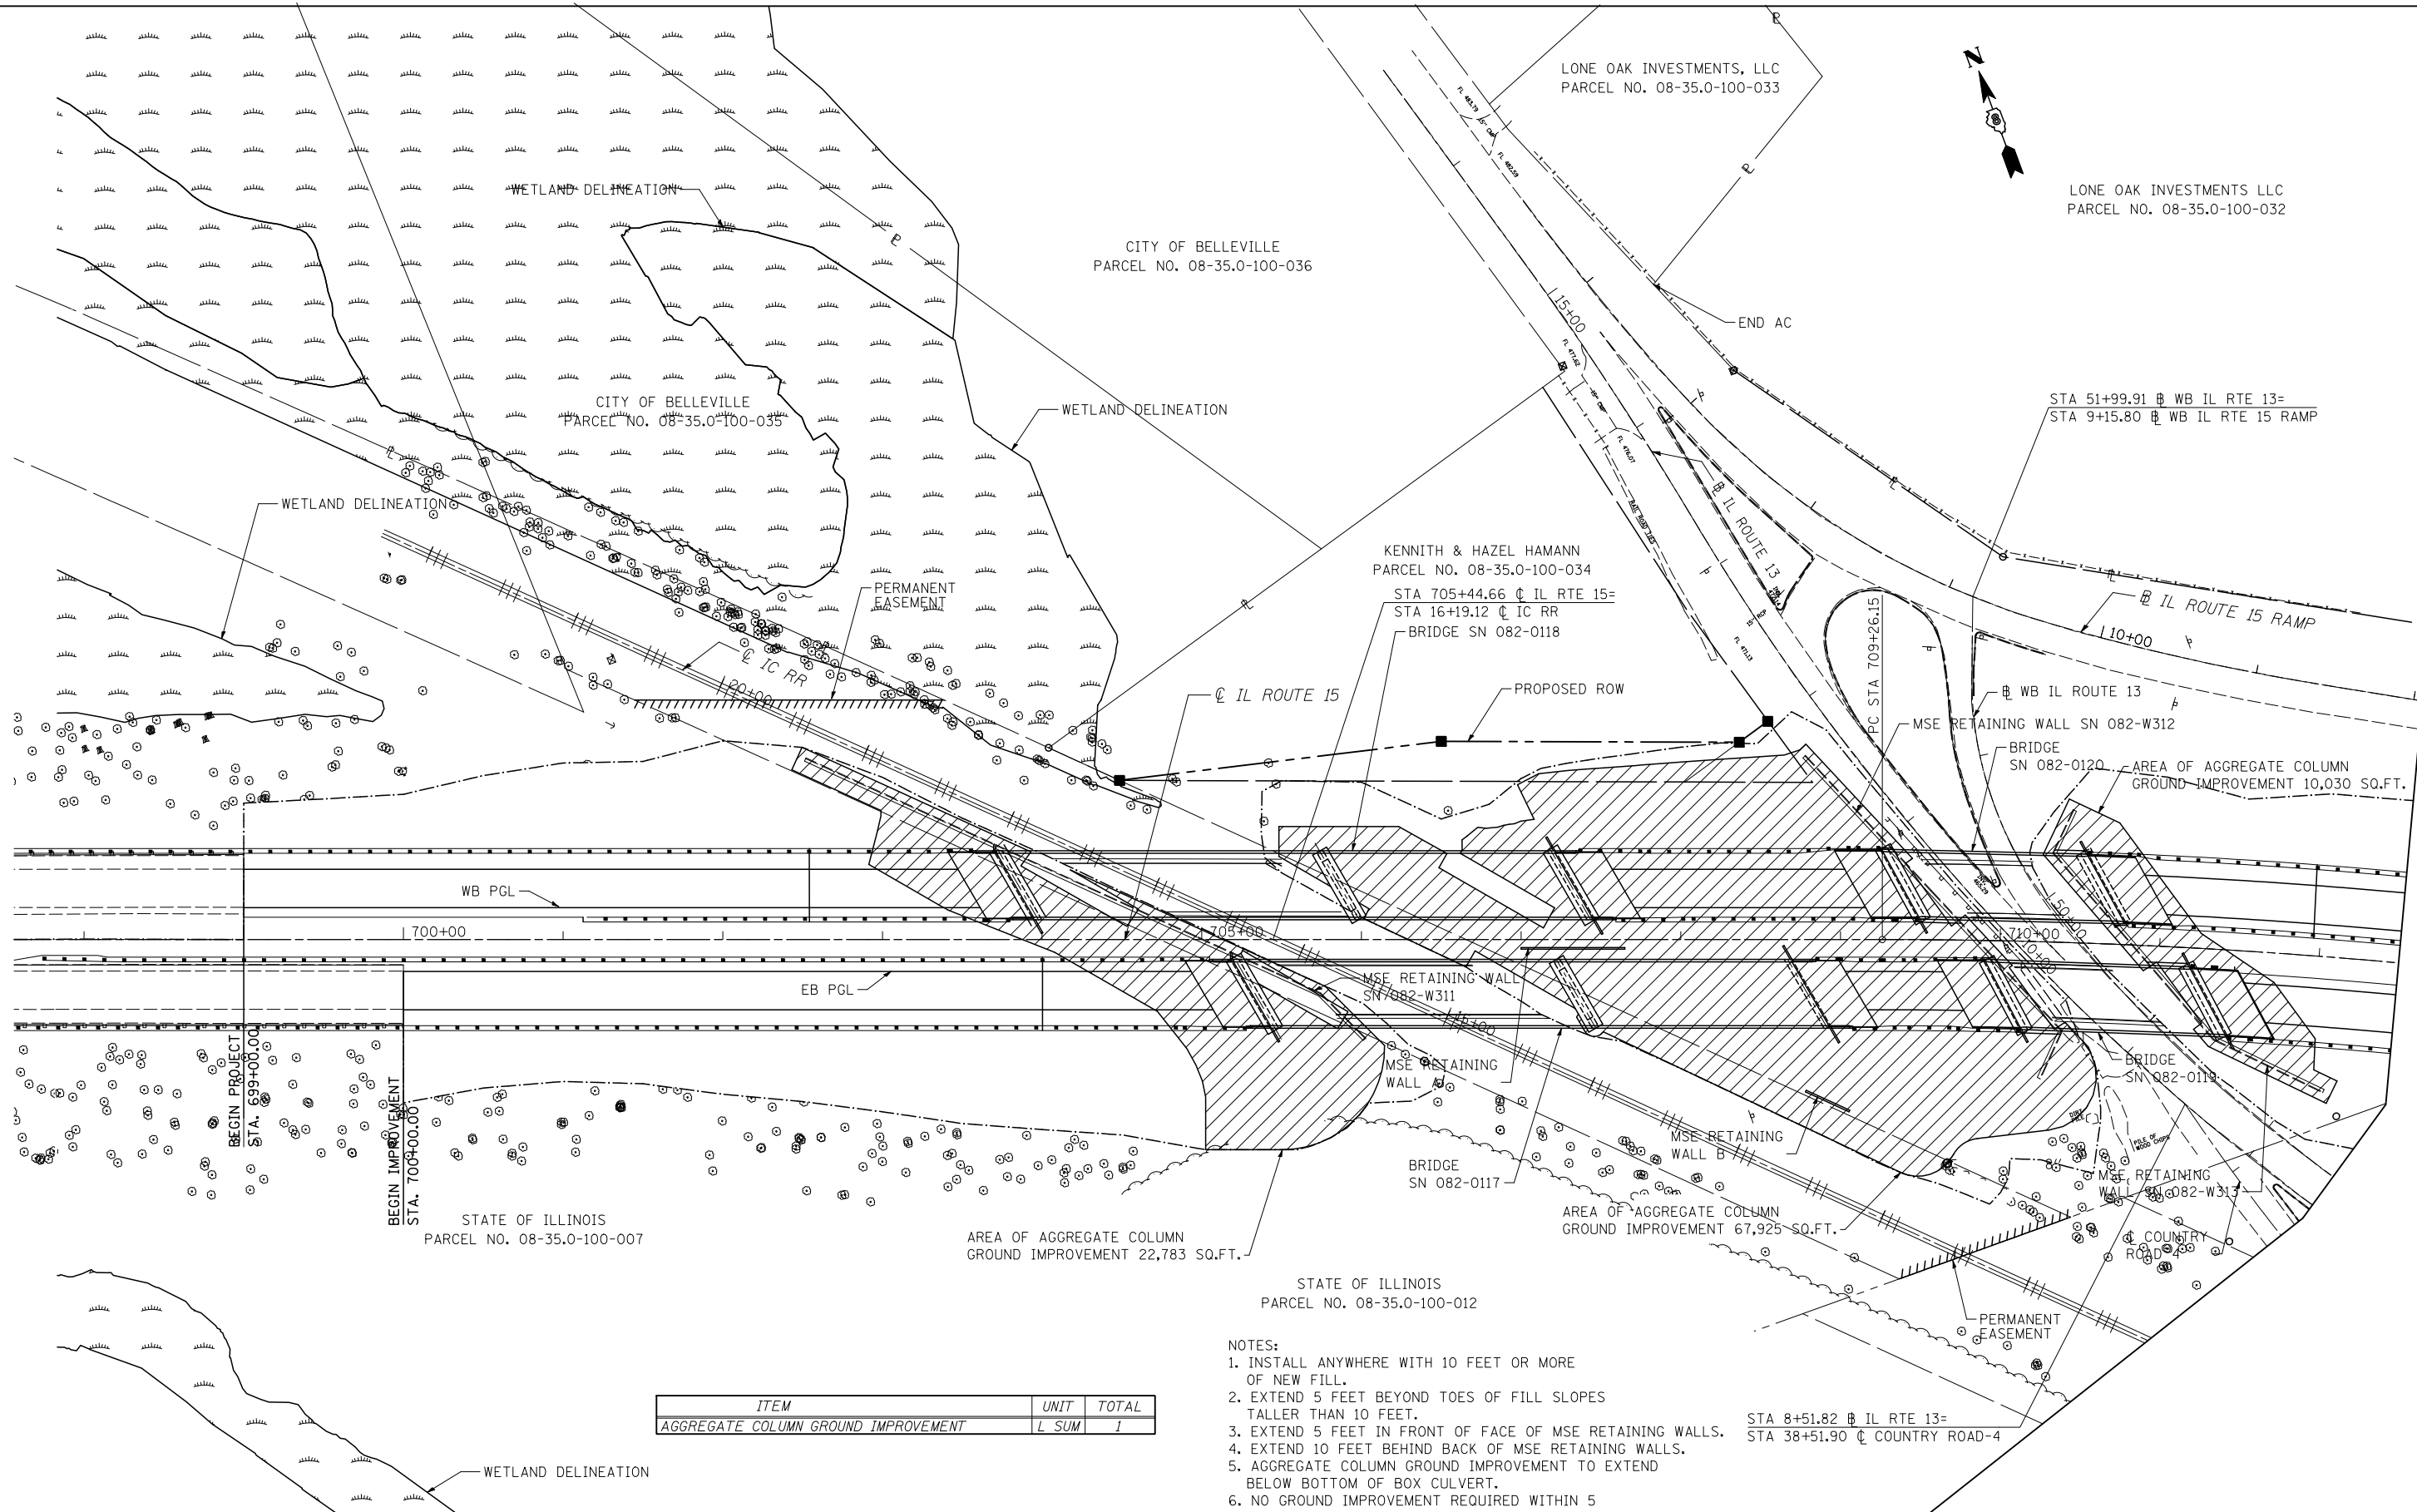 N
LONE OAK INVESTMENTS, LLC
PARCEL NO. 08-35.0-100-033
LONE OAK INVESTMENTS LLC
PARCEL NO. 08-35.0-100-032
WETLAND DELINEATION
CITY OF BELLEVILLE
PARCEL NO. 08-35.0-100-036
15+00
END AC
CITY OF BELLEVILLE
PARCEL NO. 08-35.0-100-035
WETLAND DELINEATION
STA 51+99.91 ℄ WB IL RTE 13=
STA 9+15.80 ℄ WB IL RTE 15 RAMP
WETLAND DELINEATION
IL ROUTE 13
KENNITH & HAZEL HAMANN
PARCEL NO. 08-35.0-100-034
STA 705+44.66 ℄ IL RTE 15=
STA 16+19.12 ℄ IC RR
BRIDGE SN 082-0118
PERMANENT
EASEMENT
IL ROUTE 15 RAMP
10+00
PC STA 709+26.15
℄ IC RR
20+00
℄ IL ROUTE 15
PROPOSED ROW
WB IL ROUTE 13
MSE RETAINING WALL SN 082-W312
BRIDGE
SN 082-0120
AREA OF AGGREGATE COLUMN
GROUND IMPROVEMENT 10,030 SQ.FT.
WB PGL
700+00
705+00
710+00
50+00
10+00
EB PGL
MSE RETAINING WALL
SN 082-W311
15+00
BEGIN PROJECT
STA. 699+00.00
BEGIN IMPROVEMENT
STA. 700+00.00
MSE RETAINING
WALL A
BRIDGE
SN 082-0119
PILE OF
WOOD CHIPS
MSE RETAINING
WALL B
BRIDGE
SN 082-0117
MSE RETAINING
WALL SN 082-W313
STATE OF ILLINOIS
PARCEL NO. 08-35.0-100-007
AREA OF AGGREGATE COLUMN
GROUND IMPROVEMENT 22,783 SQ.FT.
AREA OF AGGREGATE COLUMN
GROUND IMPROVEMENT 67,925 SQ.FT.
℄ COUNTRY
ROAD 4
STATE OF ILLINOIS
PARCEL NO. 08-35.0-100-012
PERMANENT
EASEMENT
NOTES:
1. INSTALL ANYWHERE WITH 10 FEET OR MORE
OF NEW FILL.
2. EXTEND 5 FEET BEYOND TOES OF FILL SLOPES
TALLER THAN 10 FEET.
3. EXTEND 5 FEET IN FRONT OF FACE OF MSE RETAINING WALLS.
4. EXTEND 10 FEET BEHIND BACK OF MSE RETAINING WALLS.
5. AGGREGATE COLUMN GROUND IMPROVEMENT TO EXTEND
BELOW BOTTOM OF BOX CULVERT.
6. NO GROUND IMPROVEMENT REQUIRED WITHIN 5
STA 8+51.82 ℄ IL RTE 13=
STA 38+51.90 ℄ COUNTRY ROAD-4
ITEM UNIT TOTAL
AGGREGATE COLUMN GROUND IMPROVEMENT L SUM 1
WETLAND DELINEATION